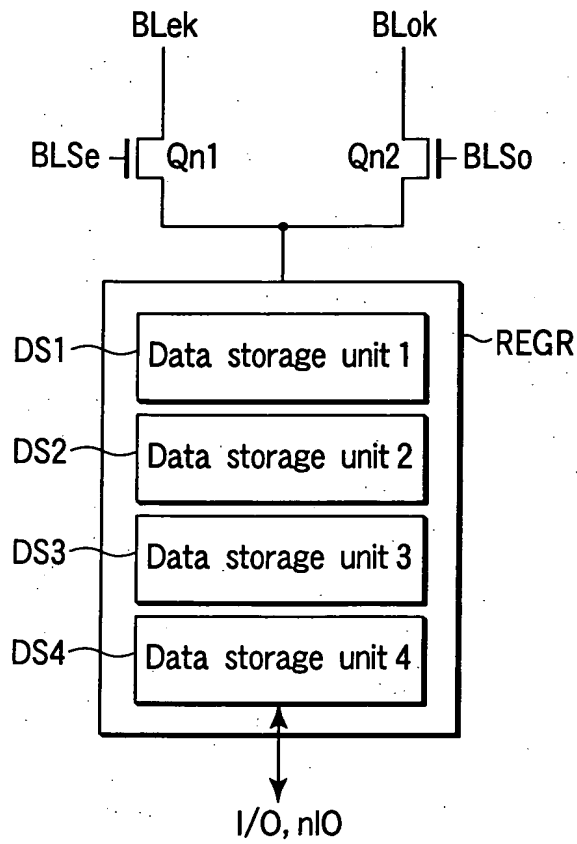 BLek BLok
BLSe Qn1 Qn2 BLSo
REGR
DS1 Data storage unit 1
DS2 Data storage unit 2
DS3 Data storage unit 3
DS4 Data storage unit 4
I/O, nIO